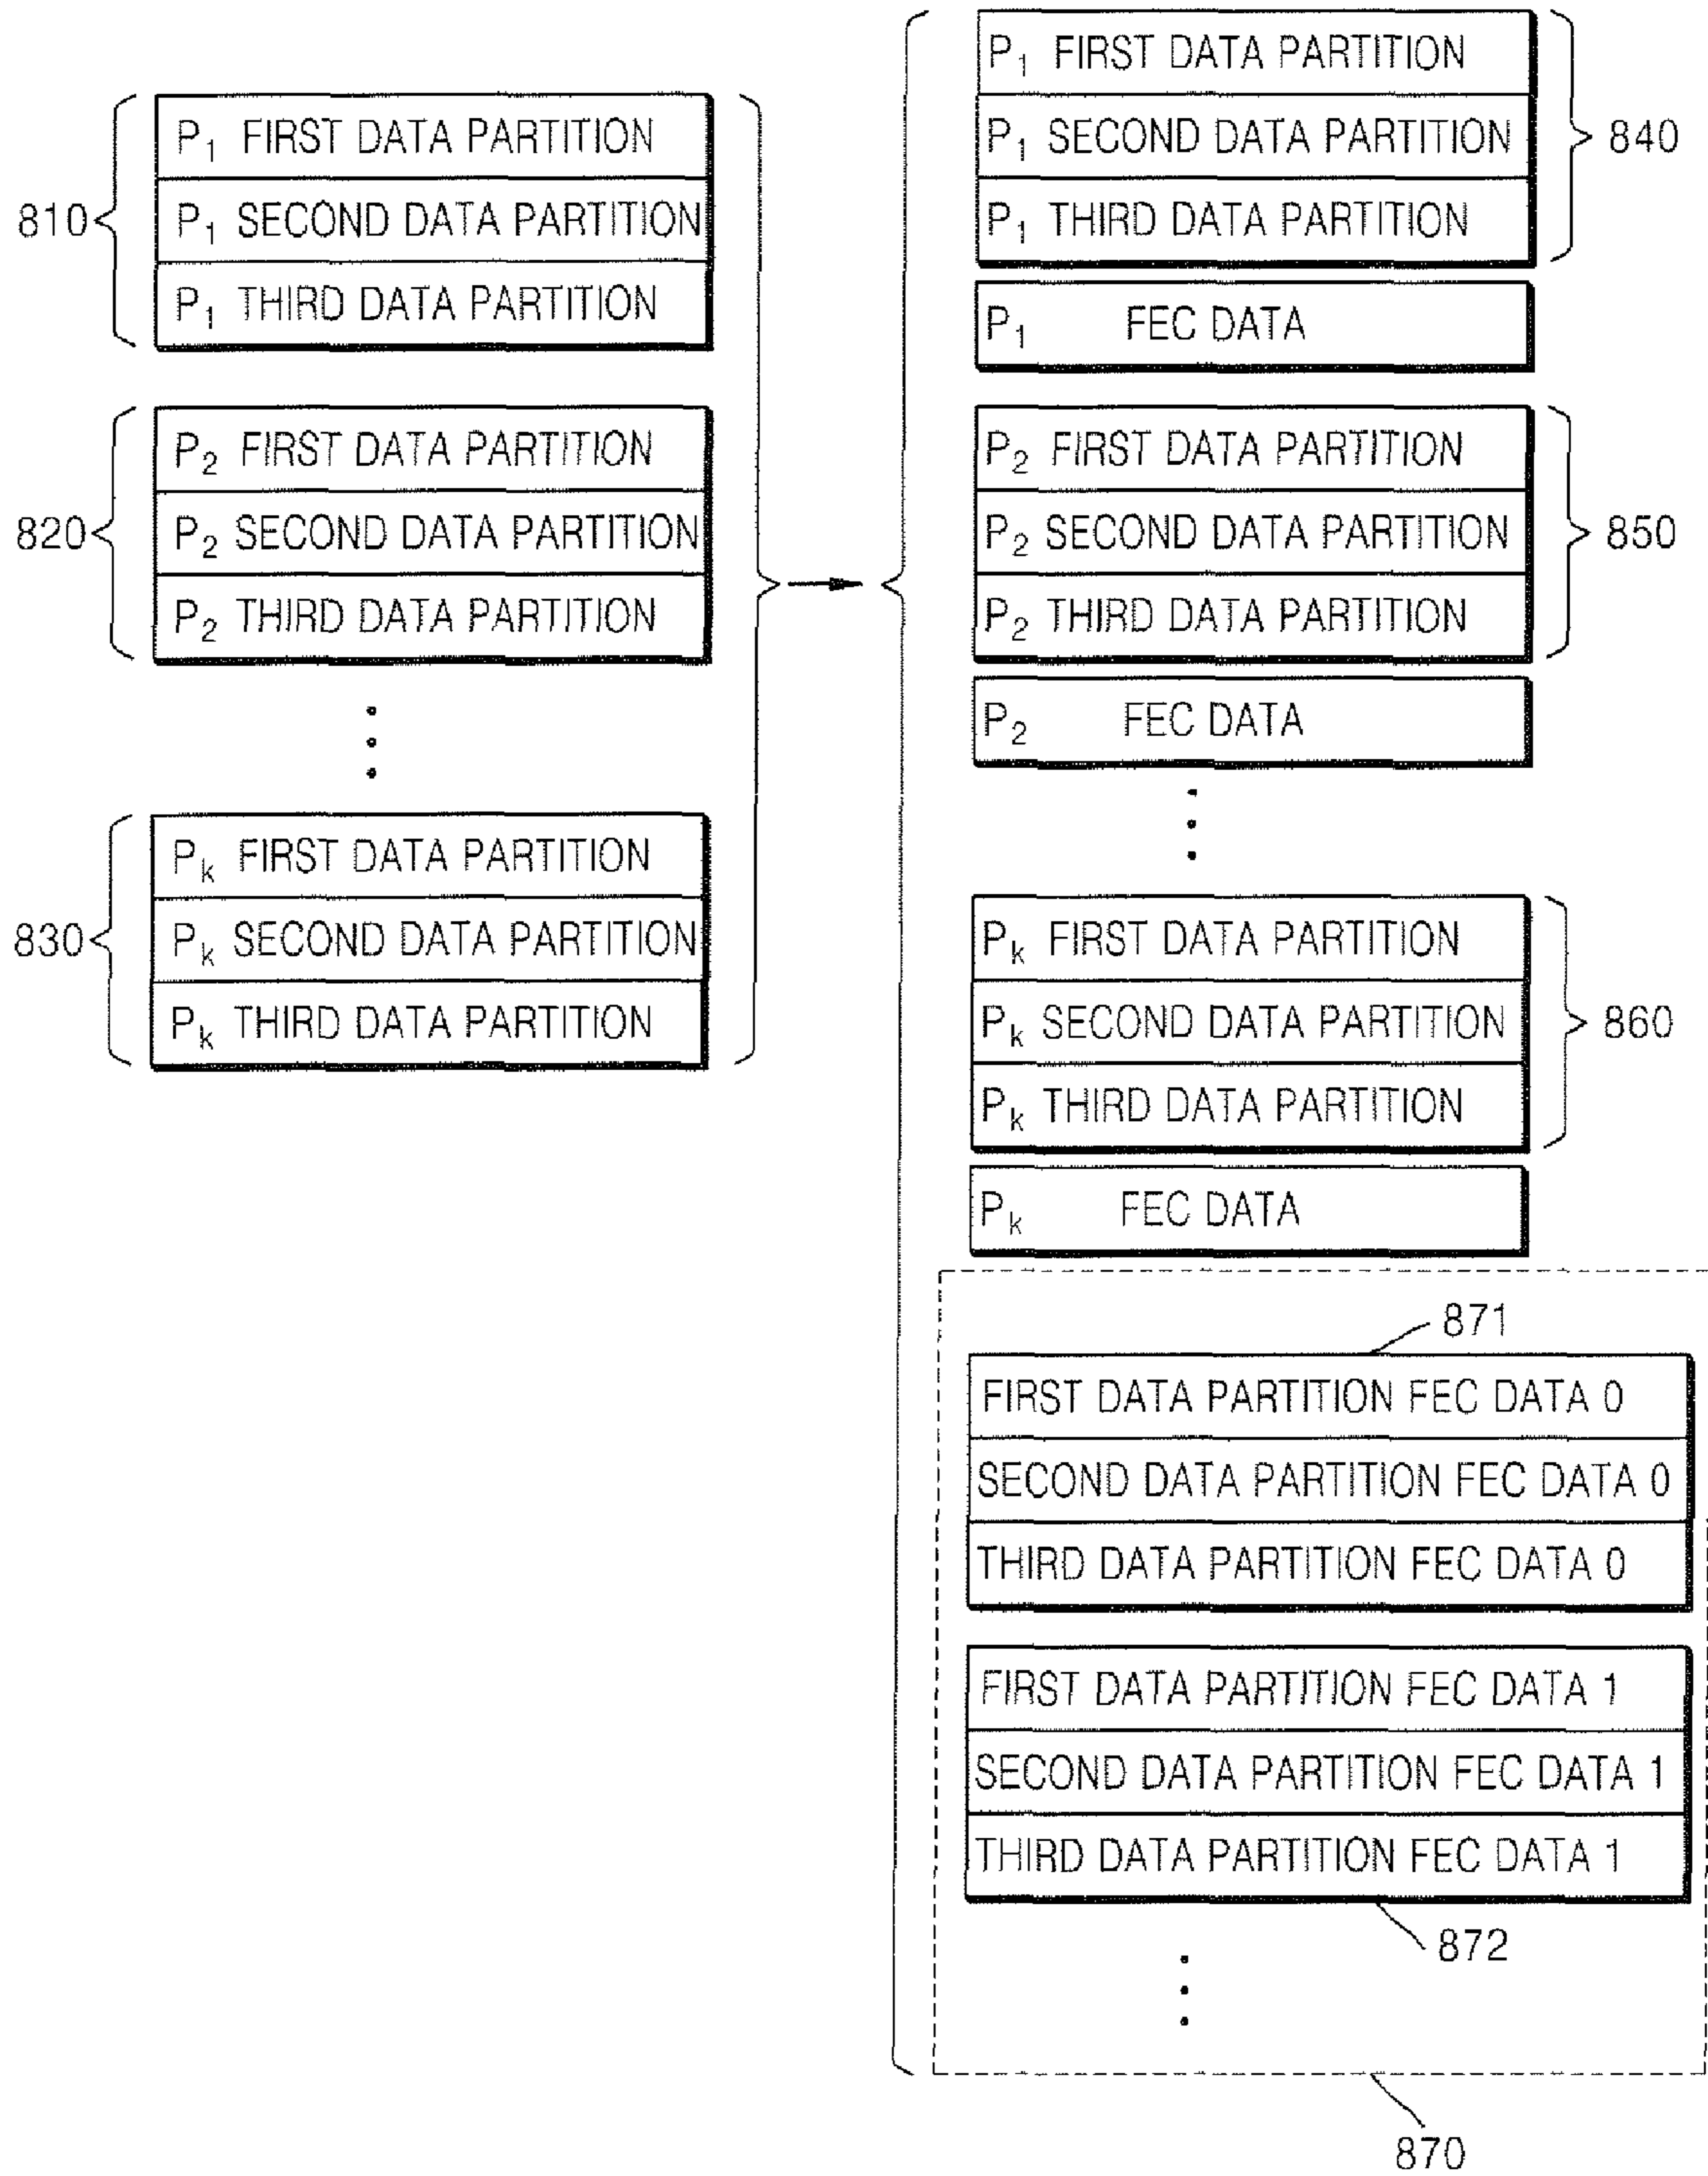 810
P₁ FIRST DATA PARTITION
P₁ SECOND DATA PARTITION
P₁ THIRD DATA PARTITION
820
P₂ FIRST DATA PARTITION
P₂ SECOND DATA PARTITION
P₂ THIRD DATA PARTITION
830
Pₖ FIRST DATA PARTITION
Pₖ SECOND DATA PARTITION
Pₖ THIRD DATA PARTITION
P₁ FIRST DATA PARTITION
P₁ SECOND DATA PARTITION
P₁ THIRD DATA PARTITION
840
P₁ FEC DATA
P₂ FIRST DATA PARTITION
P₂ SECOND DATA PARTITION
P₂ THIRD DATA PARTITION
850
P₂ FEC DATA
Pₖ FIRST DATA PARTITION
Pₖ SECOND DATA PARTITION
Pₖ THIRD DATA PARTITION
860
Pₖ FEC DATA
871
FIRST DATA PARTITION FEC DATA 0
SECOND DATA PARTITION FEC DATA 0
THIRD DATA PARTITION FEC DATA 0
FIRST DATA PARTITION FEC DATA 1
SECOND DATA PARTITION FEC DATA 1
THIRD DATA PARTITION FEC DATA 1
872
870